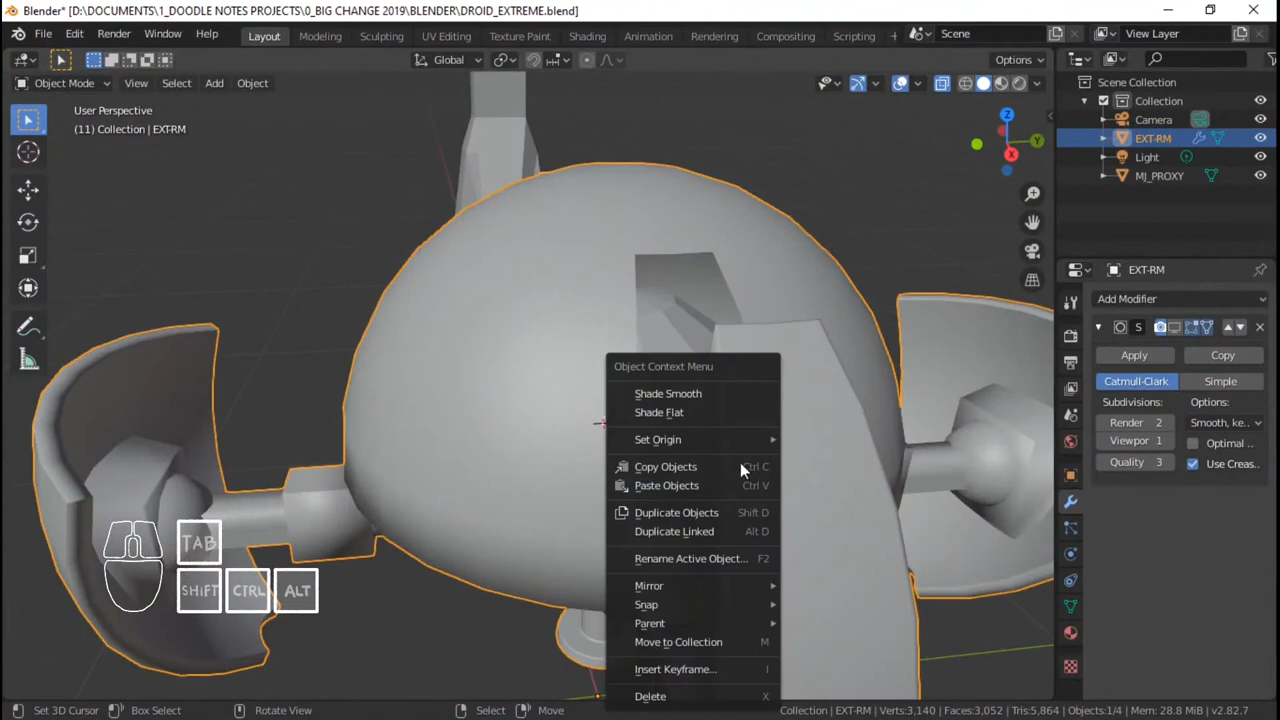 Blender* [D:\DOCUMENTS\1_DOODLE NOTES PROJECTS\0_BIG CHANGE 2019\BLENDER\DROID_EXTREME.blend]
File Edit Render Window Help Layout Modeling Sculpting UV Editing Texture Paint Shading Animation Rendering Compositing Scripting + Scene View Layer
Global Options
Object Mode View Select Add Object
User Perspective
(11) Collection | EXT-RM
Z
Y
X
Scene Collection
Collection
Camera
EXT-RM
Light
MJ_PROXY
EXT-RM
Add Modifier
S
Apply Copy
Catmull-Clark Simple
Subdivisions: Options:
Render 2 Smooth, ke..
Viewpor 1 Optimal ..
Quality 3 Use Creas..
Object Context Menu
Shade Smooth
Shade Flat
Set Origin
Copy Objects Ctrl C
Paste Objects Ctrl V
Duplicate Objects Shift D
Duplicate Linked Alt D
Rename Active Object... F2
Mirror
Snap
Parent
Move to Collection M
Insert Keyframe... I
Delete X
TAB
SHIFT CTRL ALT
Set 3D Cursor Box Select Rotate View Select Move Collection | EXT-RM | Verts:3,140 | Faces:3,052 | Tris:5,864 | Objects:1/4 | Mem: 28.8 MiB | v2.82.7